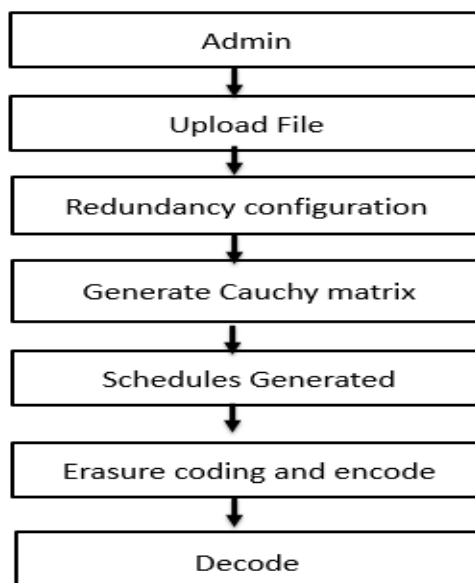 Admin
Upload File
Redundancy configuration
Generate Cauchy matrix
Schedules Generated
Erasure coding and encode
Decode